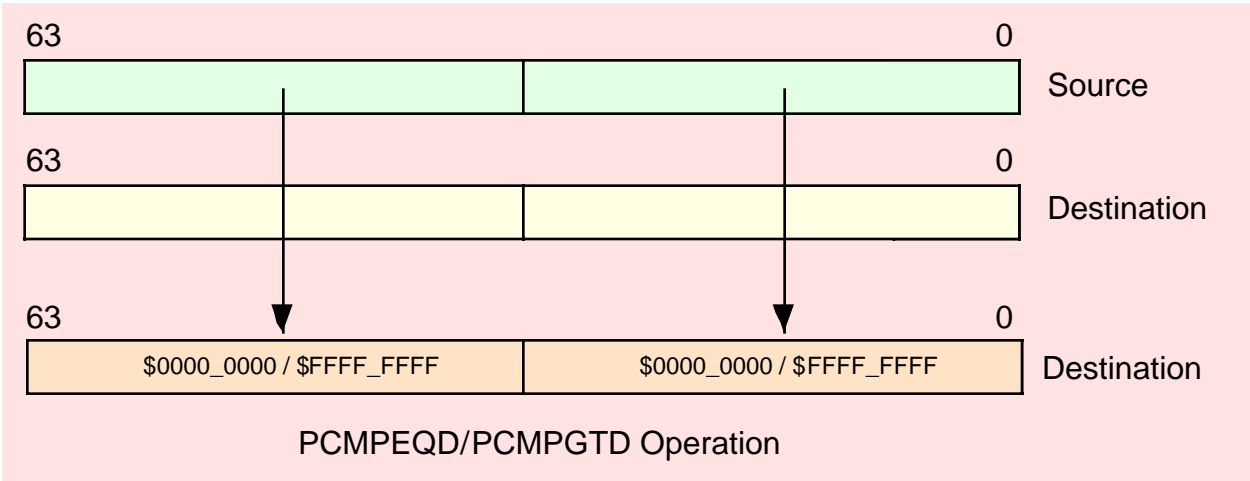 63 0
Source
63 0
Destination
63 0
$0000_0000 / $FFFF_FFFF $0000_0000 / $FFFF_FFFF Destination
PCMPEQD/PCMPGTD Operation